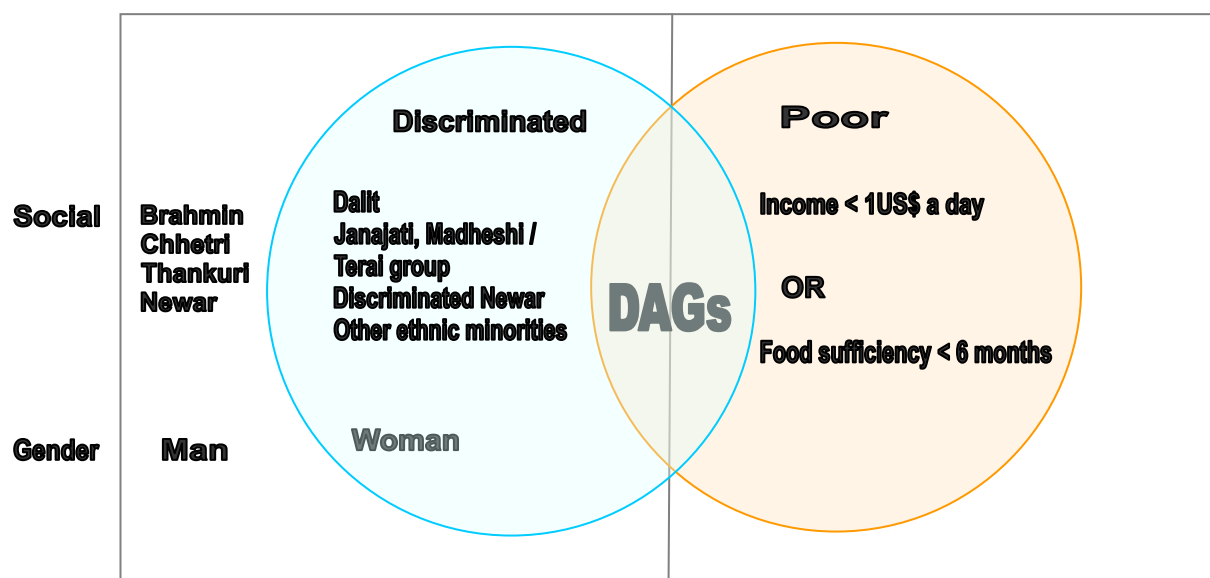 Discriminated
Poor
Social
Brahmin
Chhetri
Thankuri
Newar
Dalit
Janajati, Madheshi /
Terai group
Discriminated Newar
Other ethnic minorities
DAGs
Income < 1US$ a day
OR
Food sufficiency < 6 months
Gender
Man
Woman